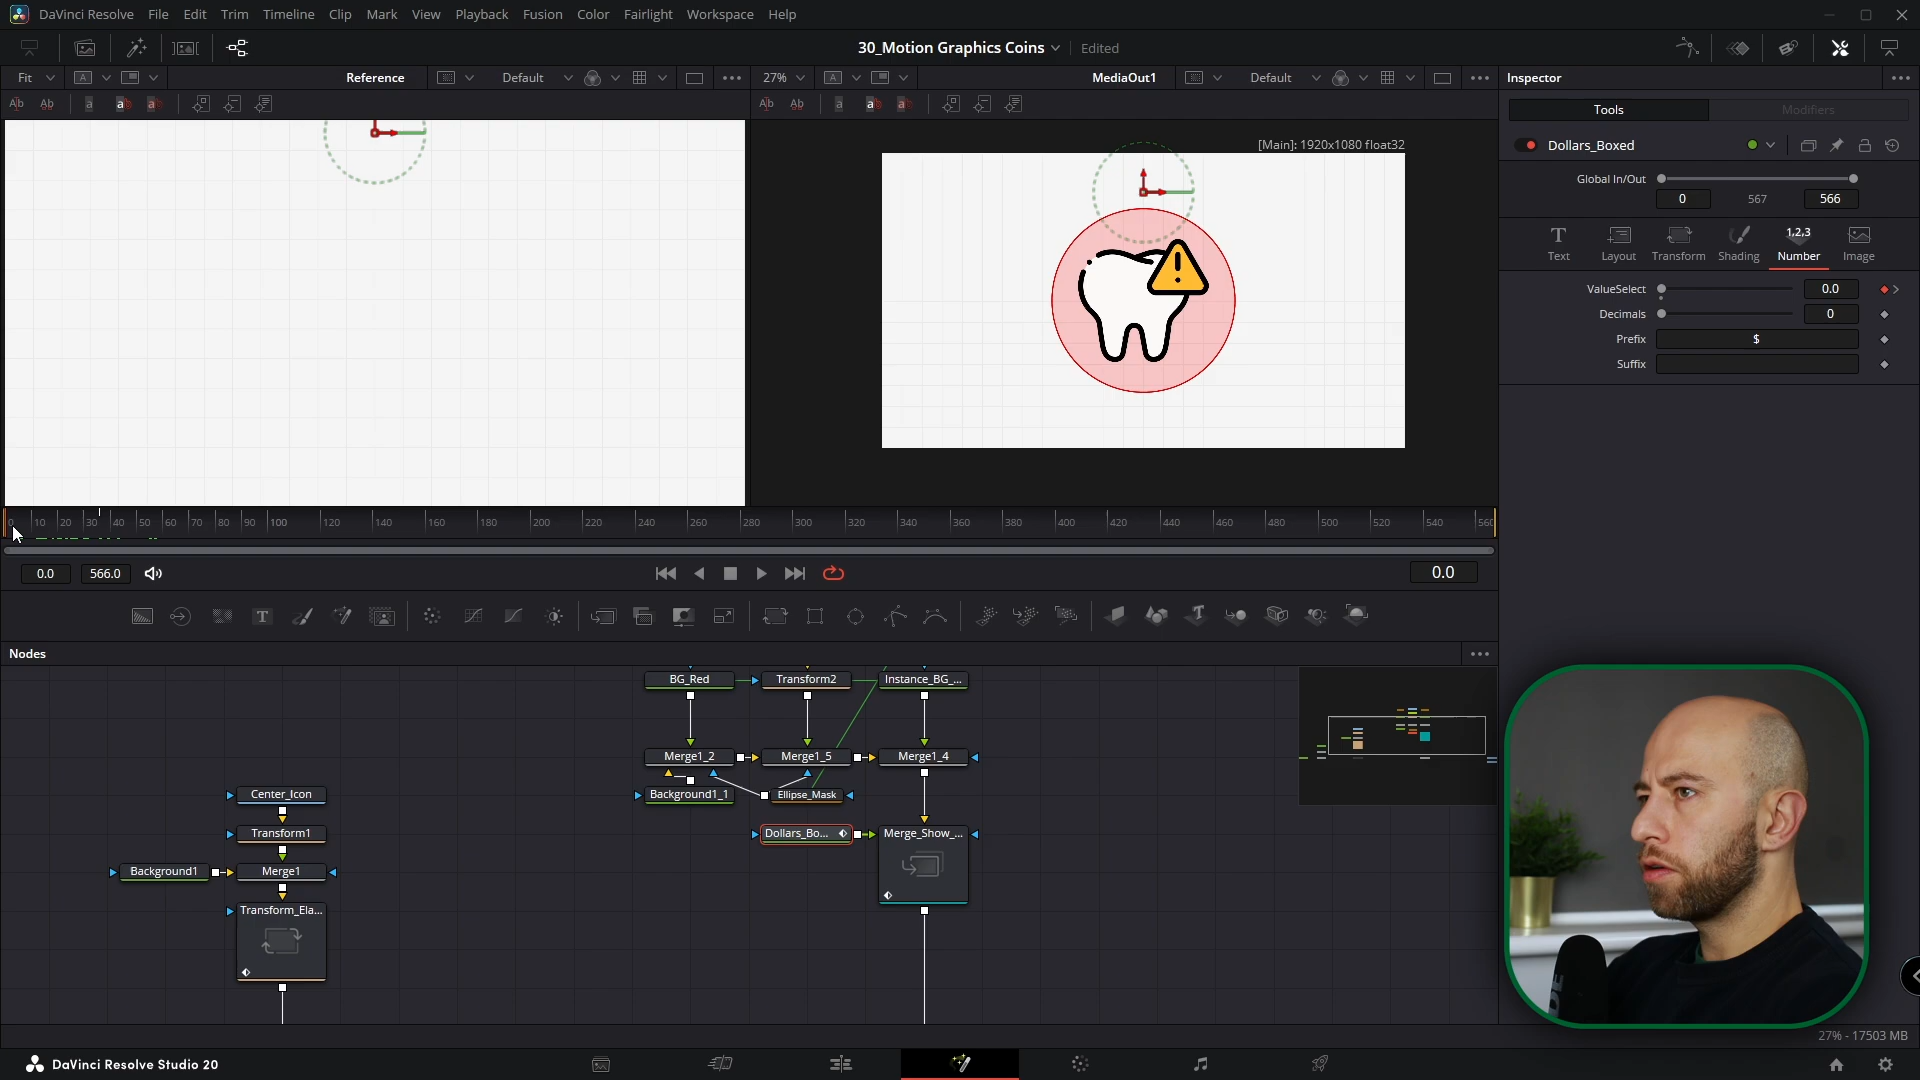 DaVinci Resolve File Edit Trim Timeline Clip Mark View Playback Fusion Color Fairlight Workspace Help
30_Motion Graphics Coins Edited
Fit Reference Default 27% MediaOut1 Default Inspector
Tools Modifiers
[Main]: 1920x1080 float32
Dollars_Boxed
Global In/Out
0 567 566
Text Layout Transform Shading 1,2,3 Number Image
ValueSelect 0.0
Decimals 0
Prefix $
Suffix
0 10 20 30 40 50 60 70 80 90 100 120 140 160 180 200 220 240 260 280 300 320 340 360 380 400 420 440 460 480 500 520 540 560
0.0 566.0 0.0
Nodes
BG_Red Transform2 Instance_BG_...
Merge1_2 Merge1_5 Merge1_4
Center_Icon Background1_1 Ellipse_Mask
Transform1 Dollars_Bo... Merge_Show_...
Background1 Merge1
Transform_Ela...
27% - 17503 MB
DaVinci Resolve Studio 20